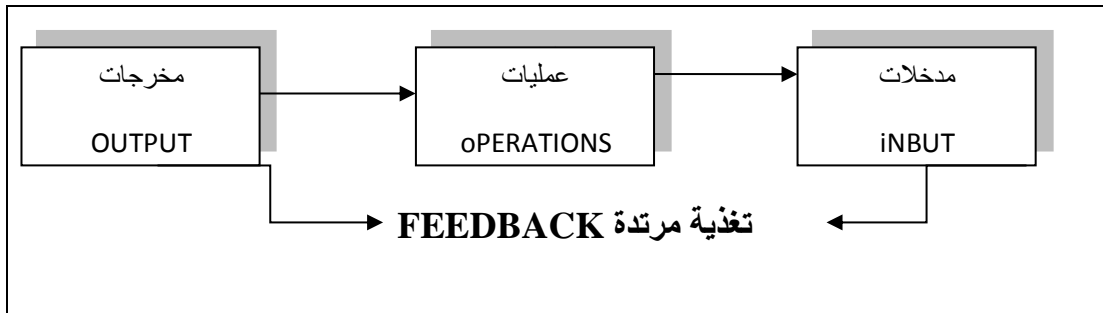 مدخلات
iNBUT
عمليات
oPERATIONS
مخرجات
OUTPUT
تغذية مرتدة FEEDBACK